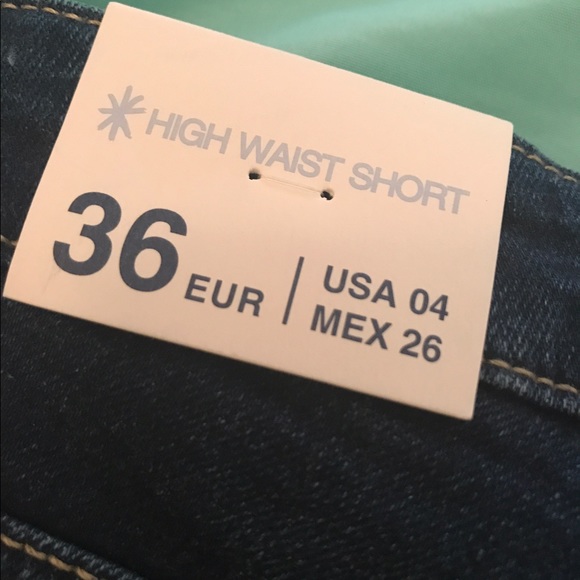 HIGH WAIST SHORT
36 EUR
USA 04
MEX 26